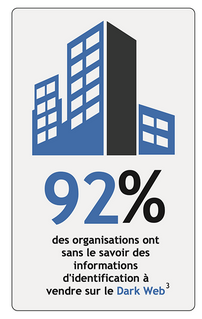 92%
des organisations ont
sans le savoir des
informations
d'identification à
vendre sur le Dark Web³